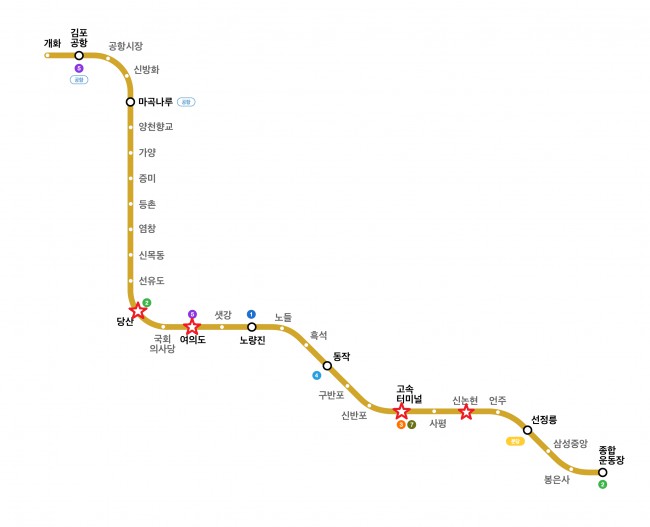 개화
김포
공항
5
공항
공항시장
신방화
마곡나루
공항
양천향교
가양
증미
등촌
염창
신목동
선유도
2
당산
국회
의사당
5
여의도
샛강
1
노량진
노들
흑석
동작
4
구반포
신반포
고속
터미널
3
7
사평
신논현
언주
선정릉
분당
삼성중앙
봉은사
종합
운동장
2